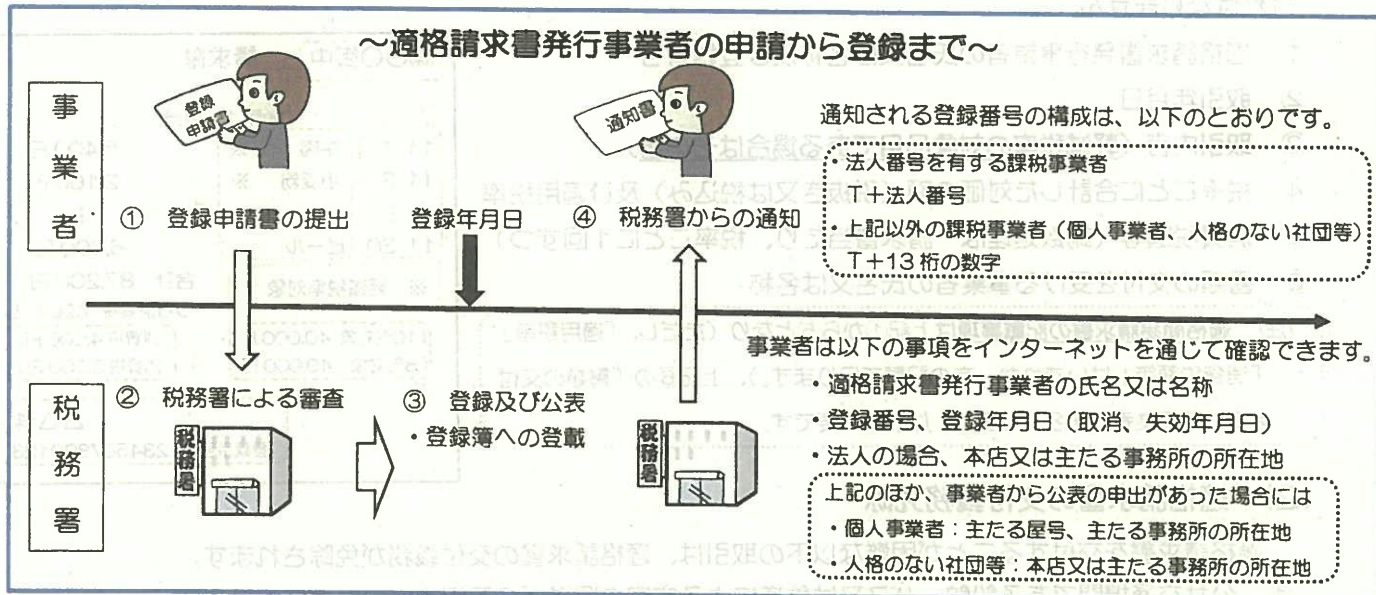 ~適格請求書発行事業者の申請から登録まで~
事業者
登録申請書
通知書
① 登録申請書の提出
登録年月日
④ 税務署からの通知
通知される登録番号の構成は、以下のとおりです。
・法人番号を有する課税事業者
T+法人番号
・上記以外の課税事業者(個人事業者、人格のない社団等)
T+13桁の数字
税務署
② 税務署による審査
③ 登録及び公表
・登録簿への登載
税務署
税務署
事業者は以下の事項をインターネットを通じて確認できます。
・適格請求書発行事業者の氏名又は名称
・登録番号、登録年月日(取消、失効年月日)
・法人の場合、本店又は主たる事務所の所在地
上記のほか、事業者から公表の申出があった場合には
・個人事業者:主たる屋号、主たる事務所の所在地
・人格のない社団等:本店又は主たる事務所の所在地